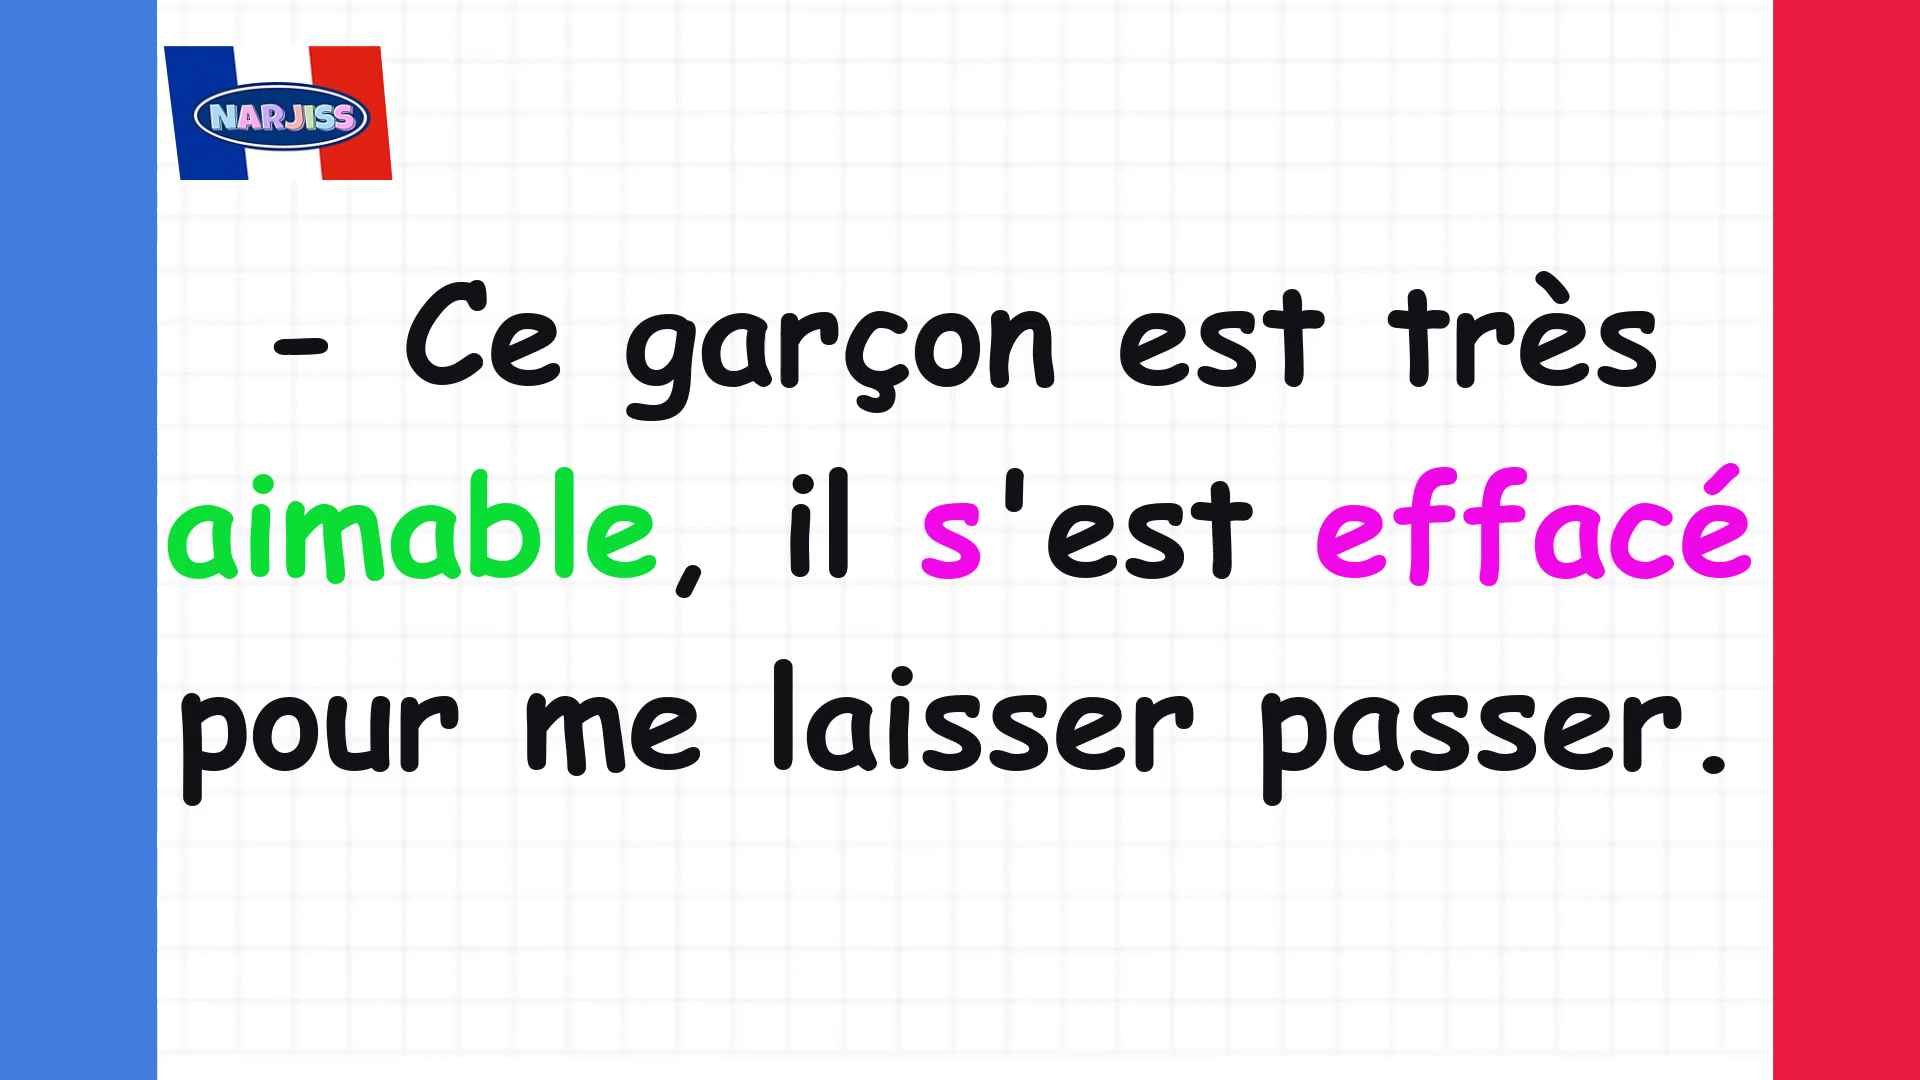 NARJISS
- Ce garçon est très
aimable, il s'est effacé
pour me laisser passer.